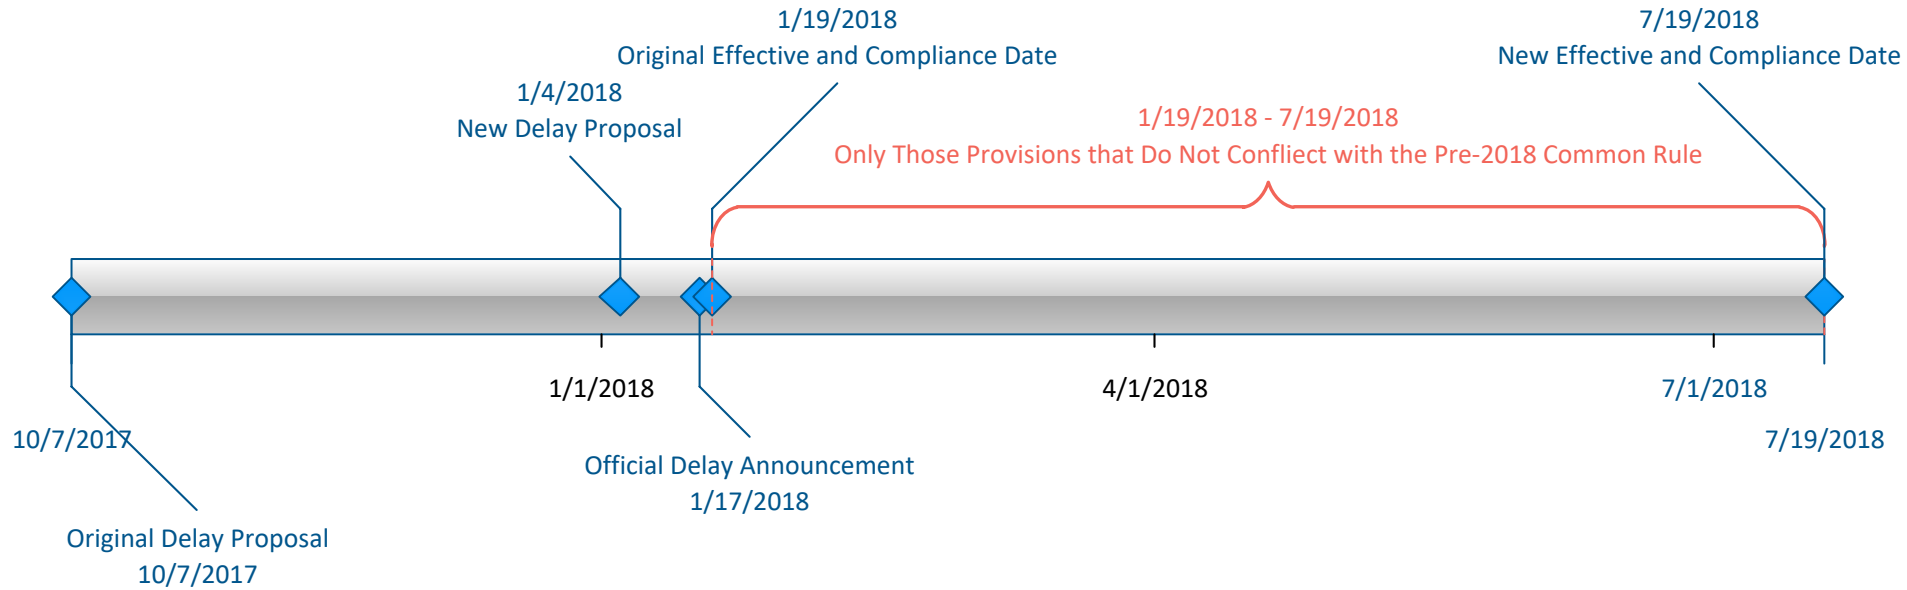 1/19/2018
Original Effective and Compliance Date
7/19/2018
New Effective and Compliance Date
1/4/2018
New Delay Proposal
1/19/2018 - 7/19/2018
Only Those Provisions that Do Not Confliect with the Pre-2018 Common Rule
1/1/2018
4/1/2018
7/1/2018
10/7/2017
7/19/2018
Official Delay Announcement
1/17/2018
Original Delay Proposal
10/7/2017